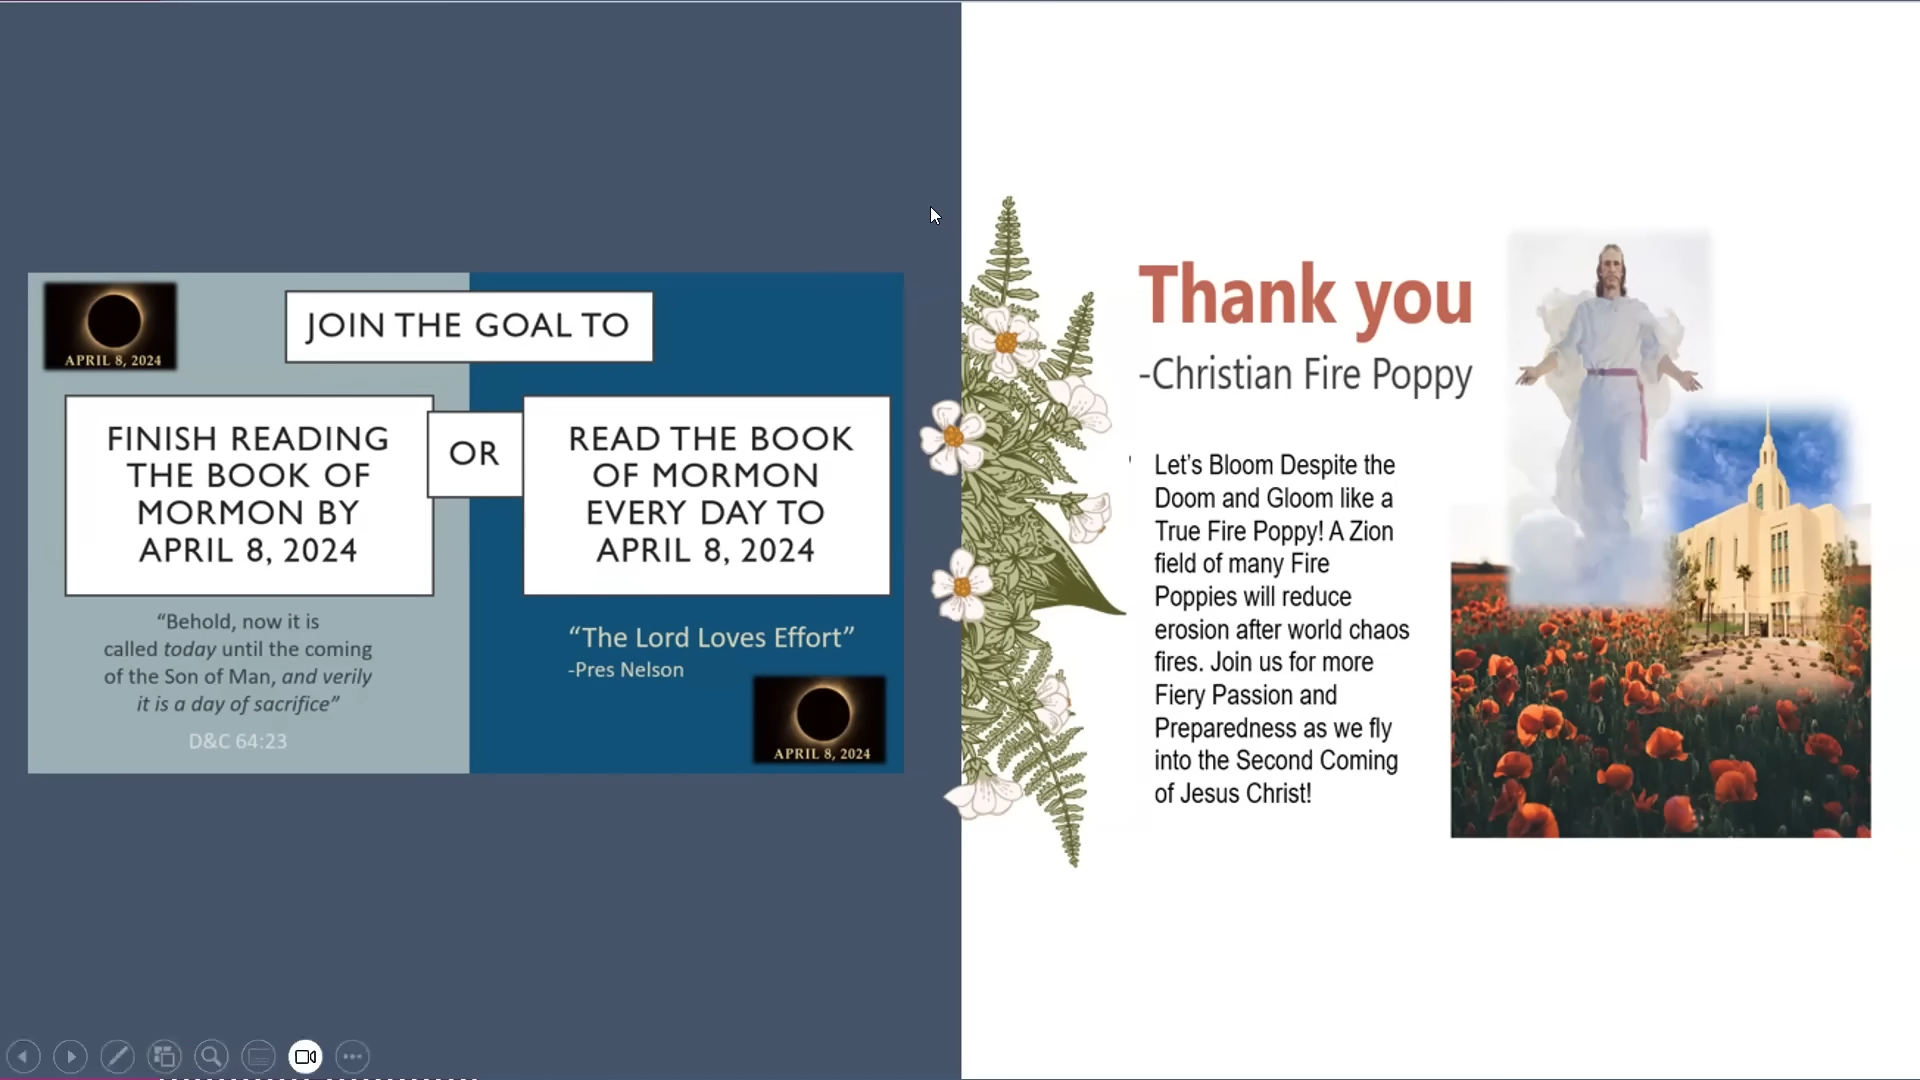 APRIL 8, 2024
JOIN THE GOAL TO
FINISH READING
THE BOOK OF
MORMON BY
APRIL 8, 2024
OR
READ THE BOOK
OF MORMON
EVERY DAY TO
APRIL 8, 2024
“Behold, now it is
called today until the coming
of the Son of Man, and verily
it is a day of sacrifice”
D&C 64:23
“The Lord Loves Effort”
-Pres Nelson
APRIL 8, 2024
Thank you
-Christian Fire Poppy
Let’s Bloom Despite the
Doom and Gloom like a
True Fire Poppy! A Zion
field of many Fire
Poppies will reduce
erosion after world chaos
fires. Join us for more
Fiery Passion and
Preparedness as we fly
into the Second Coming
of Jesus Christ!